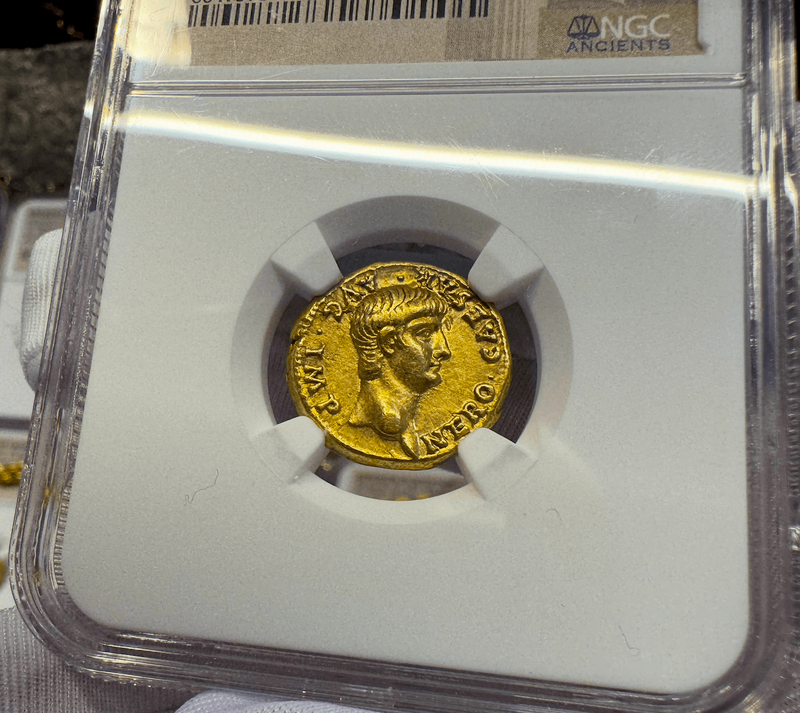 NGC
ANCIENTS
NERO · CAESAR · AVG · IMP